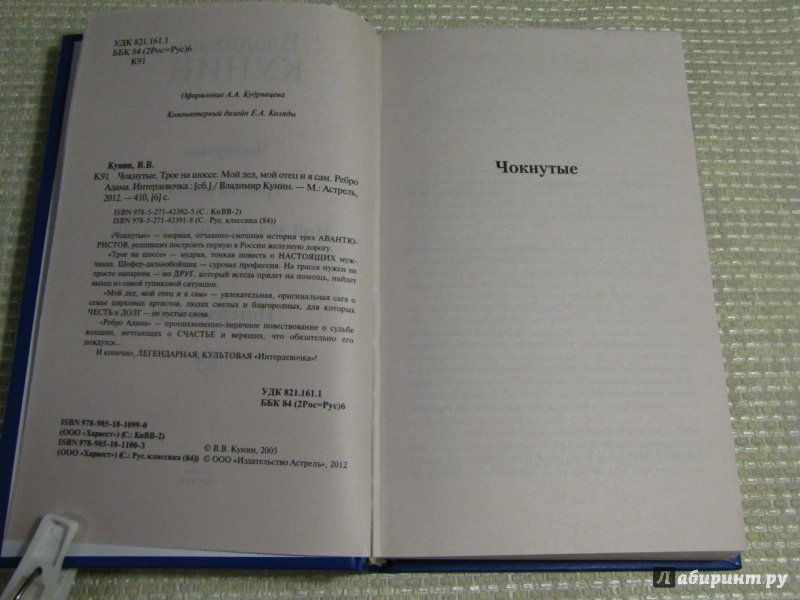 УДК 821.161.1
ББК 84 (2Рос=Рус)6
К91
Оформление А.А. Кудрявцева
Компьютерный дизайн Е.А. Коляды
Кунин, В.В.
К91 Чокнутые. Трое на шоссе. Мой дед, мой отец и я сам. Ребро
Адама. Интердевочка : [сб.] / Владимир Кунин. — М.: Астрель,
2012. — 410, [6] с.
ISBN 978-5-271-42392-5 (С.: КнВВ-2)
ISBN 978-5-271-42391-8 (С.: Рус. классика (84))
«Чокнутые» — озорная, отчаянно-смешная история трех АВАНТЮ-
РИСТОВ, решивших построить первую в России железную дорогу.
«Трое на шоссе» — мудрая, тонкая повесть о НАСТОЯЩИХ муж-
чинах. Шофер-дальнобойщик — суровая профессия. На трассе нужен не
просто напарник — но ДРУГ, который всегда придет на помощь, найдет
выход из самой тупиковой ситуации.
«Мой дед, мой отец и я сам» — увлекательная, оригинальная сага о
семье цирковых артистов, людях смелых и благородных, для которых
ЧЕСТЬ и ДОЛГ — не пустые слова.
«Ребро Адама» — проникновенно-лиричное повествование о судьбе
женщин, мечтающих о СЧАСТЬЕ и верящих, что обязательно его
дождутся...
И конечно, ЛЕГЕНДАРНАЯ, КУЛЬТОВАЯ «Интердевочка»!
УДК 821.161.1
ББК 84 (2Рос=Рус)6
ISBN 978-985-18-1099-0
(ООО «Харвест») (С.: КнВВ-2)
ISBN 978-985-18-1100-3
(ООО «Харвест») (С.: Рус. классика (84))
© В.В. Кунин, 2005
© ООО «Издательство Астрель», 2012
Чокнутые
Лабиринт.ру